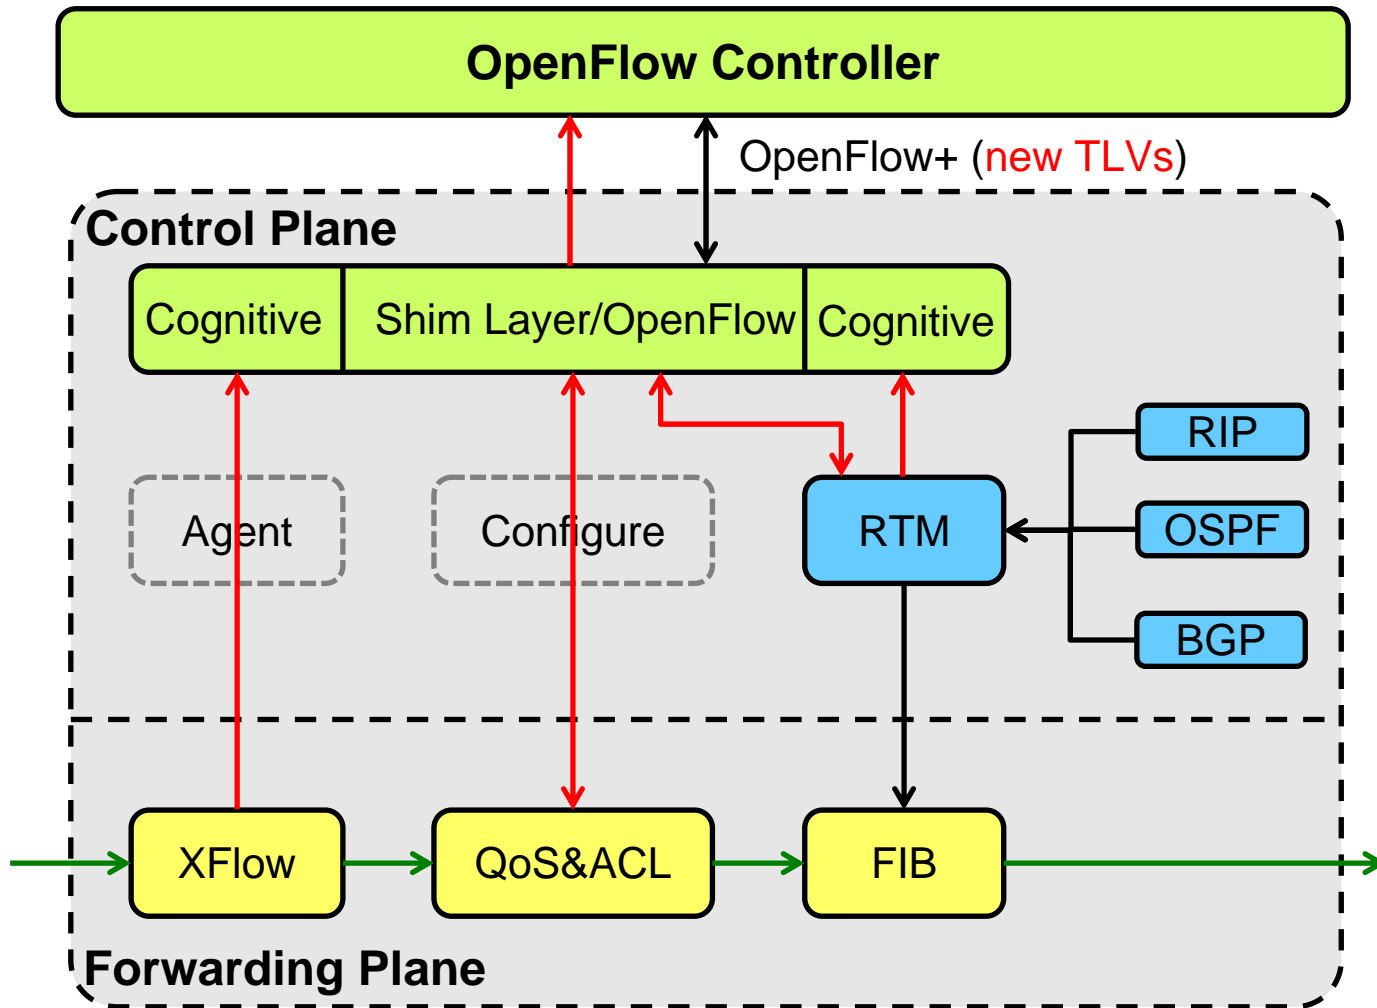 OpenFlow Controller
OpenFlow+ (new TLVs)
Control Plane
Cognitive
Shim Layer/OpenFlow
Cognitive
RIP
Agent
Configure
RTM
OSPF
BGP
XFlow
QoS&ACL
FIB
Forwarding Plane